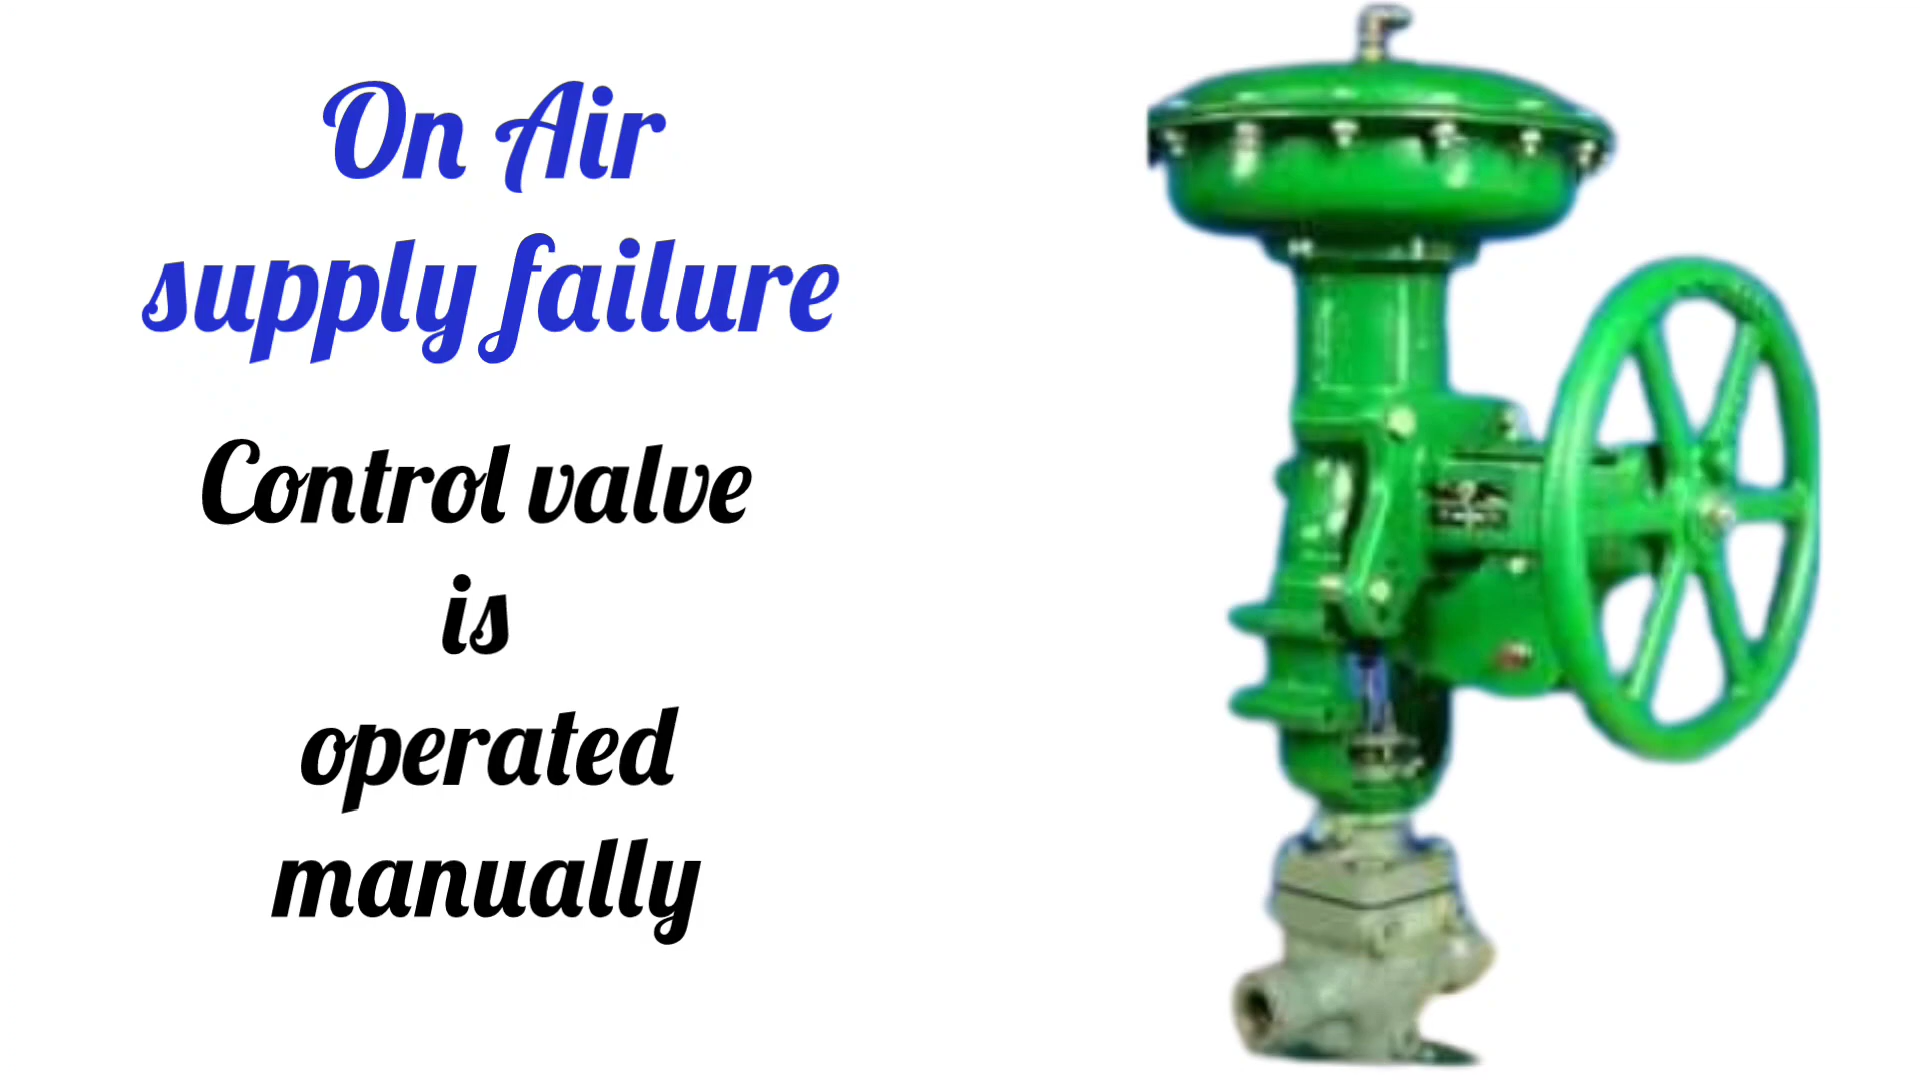 On Air
supply failure
Control valve
is
operated
manually